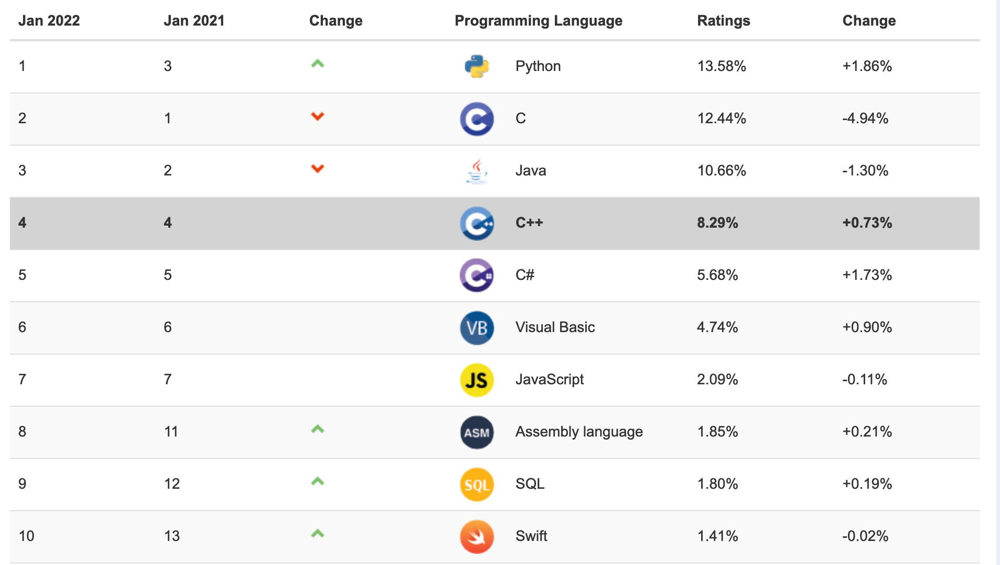 Jan 2022 Jan 2021 Change Programming Language Ratings Change
1 3 Python 13.58% +1.86%
2 1 C C 12.44% -4.94%
3 2 Java 10.66% -1.30%
4 4 C++ C++ 8.29% +0.73%
5 5 C# C# 5.68% +1.73%
6 6 VB Visual Basic 4.74% +0.90%
7 7 JS JavaScript 2.09% -0.11%
8 11 ASM Assembly language 1.85% +0.21%
9 12 SQL SQL 1.80% +0.19%
10 13 Swift 1.41% -0.02%